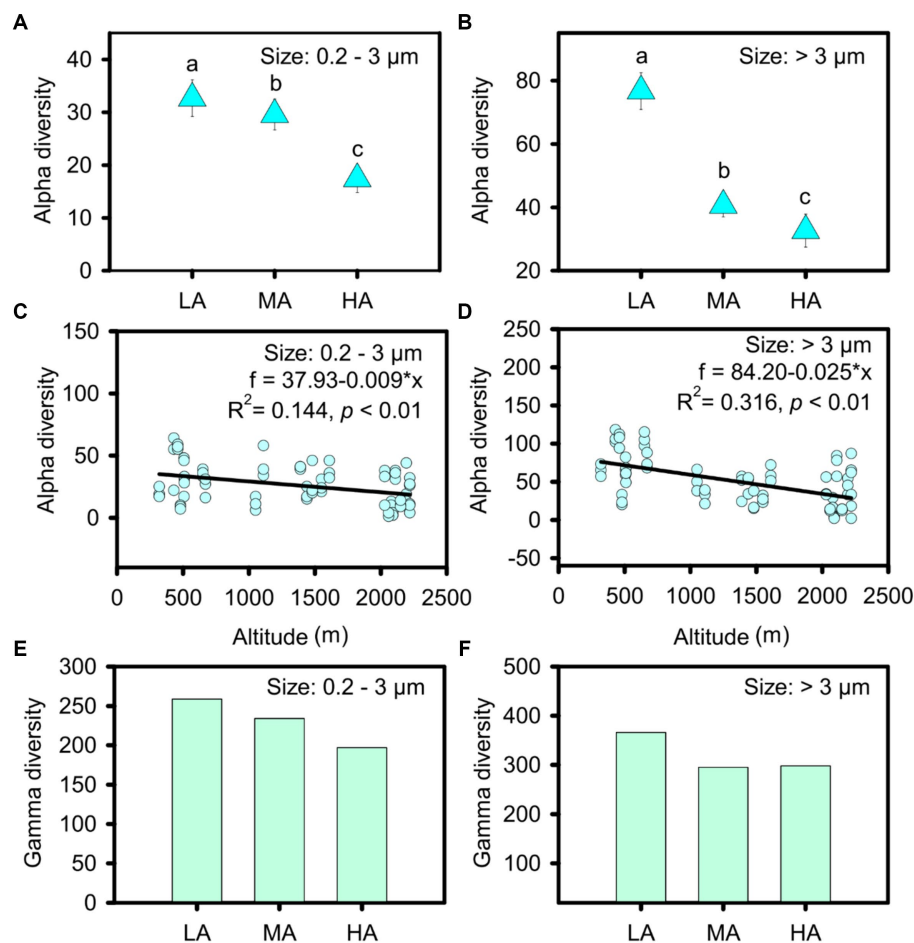 A
Size: 0.2 - 3 µm
40
30
20
10
0
a
b
c
Alpha diversity
LA MA HA
B
Size: > 3 µm
80
60
40
20
a
b
c
Alpha diversity
LA MA HA
C
Size: 0.2 - 3 µm
f = 37.93-0.009*x
R²= 0.144, p < 0.01
150
100
50
0
Alpha diversity
0 500 1000 1500 2000 2500
Altitude (m)
D
Size: > 3 µm
f = 84.20-0.025*x
R²= 0.316, p < 0.01
250
200
150
100
50
0
-50
Alpha diversity
0 500 1000 1500 2000 2500
Altitude (m)
E
Size: 0.2 - 3 µm
300
250
200
150
100
50
0
Gamma diversity
LA MA HA
F
Size: > 3 µm
500
400
300
200
100
Gamma diversity
LA MA HA